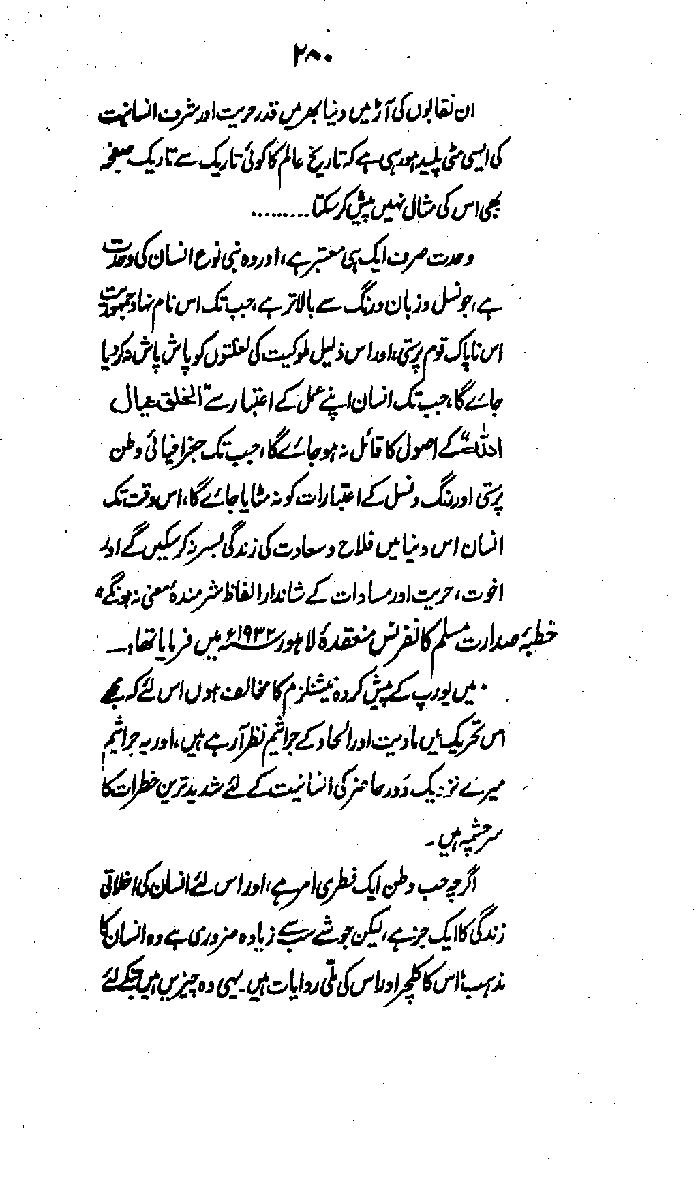 ۲۸۰
ان نقابوں کی آڑ میں دنیا بھر میں قدر حریت اور شرف انسانیت
کی ایسی مٹی پلید ہو رہی ہے کہ تاریخ عالم کا کوئی تاریک سے تاریک صفحہ
بھی اس کی مثال نہیں پیش کر سکتا .........
وحدت صرف ایک ہی معتبر ہے، اور وہ بنی نوع انسان کی وحدت
ہے، جو نسل و زبان و رنگ سے بالاتر ہے، جب تک اس نام نہاد جمہوریت
اس ناپاک قوم پرستی، اور اس ذلیل ملوکیت کی لعنتوں کو پاش پاش نہ کر دیا
جائے گا، جب تک انسان اپنے عمل کے اعتبار سے "الخلق عیال
اللہ" کے اصول کا قائل نہ ہو جائے گا، جب تک جغرافیائی وطن
پرستی اور رنگ و نسل کے اعتبارات کو نہ مٹایا جائے گا، اس وقت تک
انسان اس دنیا میں فلاح و سعادت کی زندگی بسر نہ کر سکیں گے اور
اخوت، حریت اور مساوات کے شاندار الفاظ شرمندۂ معنی نہ ہونگے"
خطبۂ صدارت مسلم کانفرنس منعقدۂ لاہور ۱۹۳۲ء میں فرمایا تھا:۔
"میں یورپ کے پیش کردہ نیشنلزم کا مخالف ہوں اس لئے کہ مجھے
اس تحریک میں مادیت اور الحاد کے جراثیم نظر آ رہے ہیں، اور یہ جراثیم
میرے نزدیک دَور حاضر کی انسانیت کے لئے شدید ترین خطرات کا
سرچشمہ ہیں۔
اگرچہ حب وطن ایک فطری امر ہے، اور اس لئے انسان کی اخلاقی
زندگی کا ایک جز ہے، لیکن جو شے سب سے زیادہ ضروری ہے وہ انسان کا
مذہب، اس کا کلچر اور اس کی ملّی روایات ہیں۔ یہی وہ چیزیں ہیں جنکے لئے